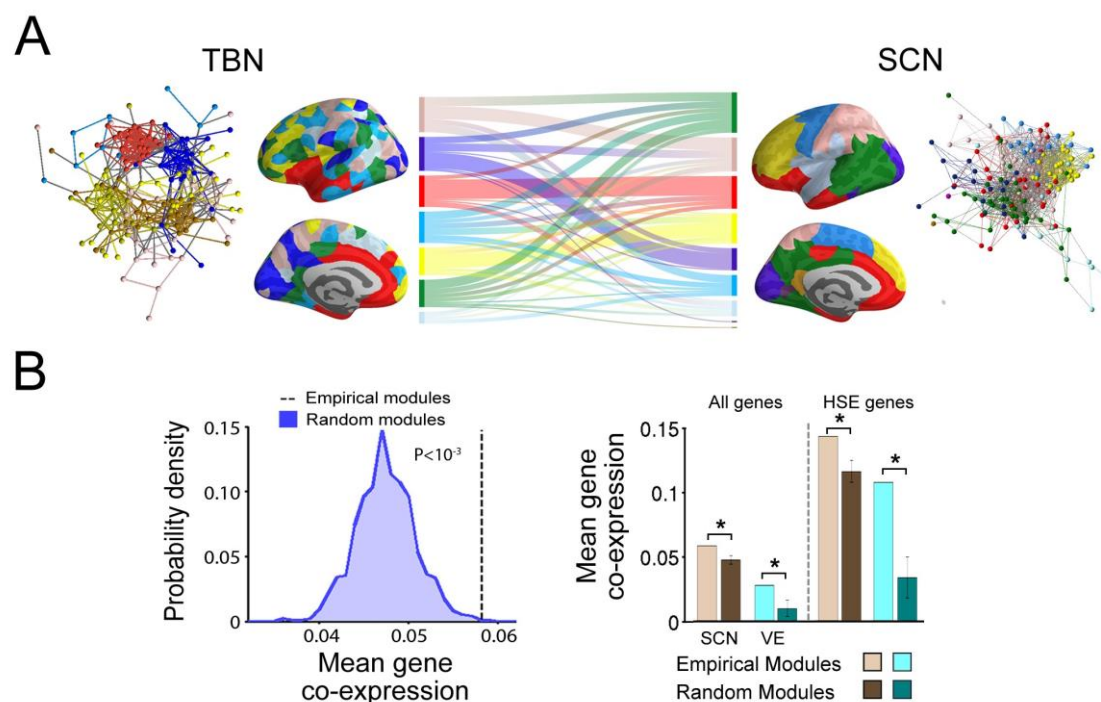 A
TBN
SCN
B
Empirical modules
Random modules
P<10⁻³
Probability density
0.15
0.10
0.05
0
0.04
0.05
0.06
Mean gene
co-expression
All genes
HSE genes
Mean gene
co-expression
0.15
0.1
0.05
0
*
*
*
*
SCN
VE
Empirical Modules
Random Modules